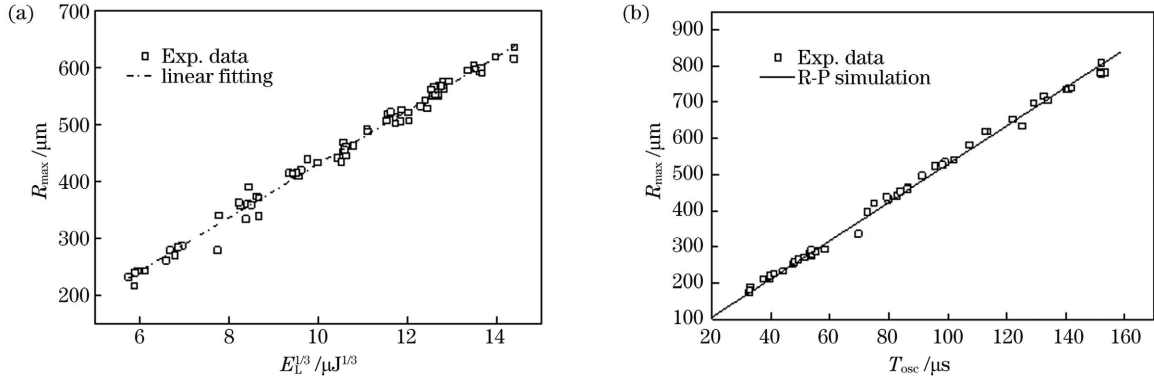 (a)
700
600
500
400
300
200
R_max /μm
Exp. data
linear fitting
6 8 10 12 14
E_L^{1/3} /μJ^{1/3}
(b)
900
800
700
600
500
400
300
200
100
R_max /μm
Exp. data
R-P simulation
20 40 60 80 100 120 140 160
T_osc /μs